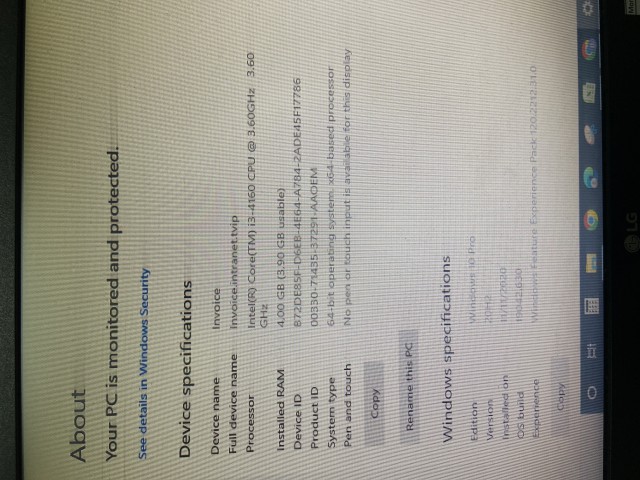 About
Your PC is monitored and protected.
See details in Windows Security
Device specifications
Device name Invoice
Full device name Invoice.intranet.tvip
Processor Intel(R) Core(TM) i3-4160 CPU @ 3.60GHz 3.60
GHz
Installed RAM 4.00 GB (3.90 GB usable)
Device ID B72DE85F-D6EB-4E64-A784-2ADE45F17786
Product ID 00330-71435-37291-AAOEM
System type 64-bit operating system, x64-based processor
Pen and touch No pen or touch input is available for this display
Copy
Rename this PC
Windows specifications
Edition Windows 10 Pro
Version 20H2
Installed on 11/11/2020
OS build 19042.630
Experience Windows Feature Experience Pack 120.2212.31.0
Copy
LG